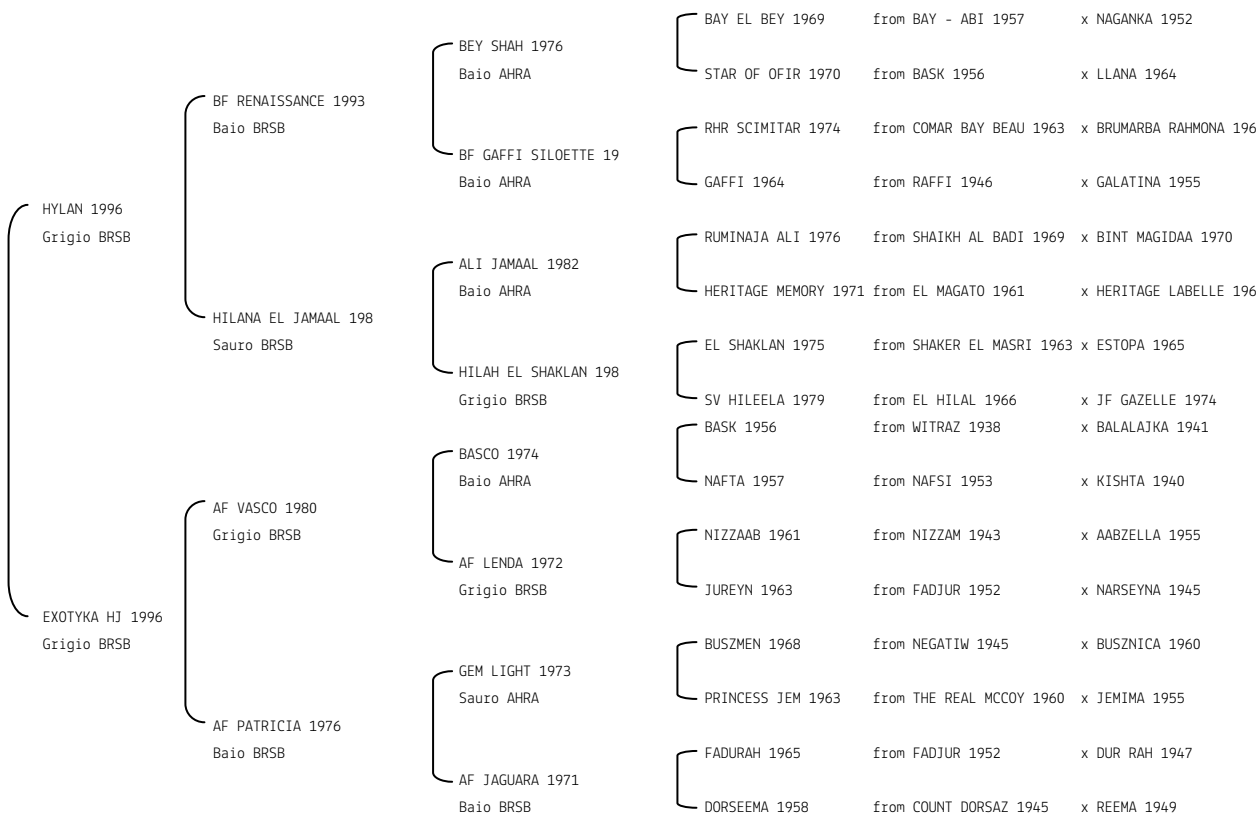 BAY EL BEY 1969 from BAY - ABI 1957 x NAGANKA 1952
BEY SHAH 1976
Baio AHRA
STAR OF OFIR 1970 from BASK 1956 x LLANA 1964
BF RENAISSANCE 1993
Baio BRSB
RHR SCIMITAR 1974 from COMAR BAY BEAU 1963 x BRUMARBA RAHMONA 196
BF GAFFI SILOETTE 19
Baio AHRA
GAFFI 1964 from RAFFI 1946 x GALATINA 1955
HYLAN 1996
Grigio BRSB
RUMINAJA ALI 1976 from SHAIKH AL BADI 1969 x BINT MAGIDAA 1970
ALI JAMAAL 1982
Baio AHRA
HERITAGE MEMORY 1971 from EL MAGATO 1961 x HERITAGE LABELLE 196
HILANA EL JAMAAL 198
Sauro BRSB
EL SHAKLAN 1975 from SHAKER EL MASRI 1963 x ESTOPA 1965
HILAH EL SHAKLAN 198
Grigio BRSB
SV HILEELA 1979 from EL HILAL 1966 x JF GAZELLE 1974
BASK 1956 from WITRAZ 1938 x BALALAJKA 1941
BASCO 1974
Baio AHRA
NAFTA 1957 from NAFSI 1953 x KISHTA 1940
AF VASCO 1980
Grigio BRSB
NIZZAAB 1961 from NIZZAM 1943 x AABZELLA 1955
AF LENDA 1972
Grigio BRSB
JUREYN 1963 from FADJUR 1952 x NARSEYNA 1945
EXOTYKA HJ 1996
Grigio BRSB
BUSZMEN 1968 from NEGATIW 1945 x BUSZNICA 1960
GEM LIGHT 1973
Sauro AHRA
PRINCESS JEM 1963 from THE REAL MCCOY 1960 x JEMIMA 1955
AF PATRICIA 1976
Baio BRSB
FADURAH 1965 from FADJUR 1952 x DUR RAH 1947
AF JAGUARA 1971
Baio BRSB
DORSEEMA 1958 from COUNT DORSAZ 1945 x REEMA 1949